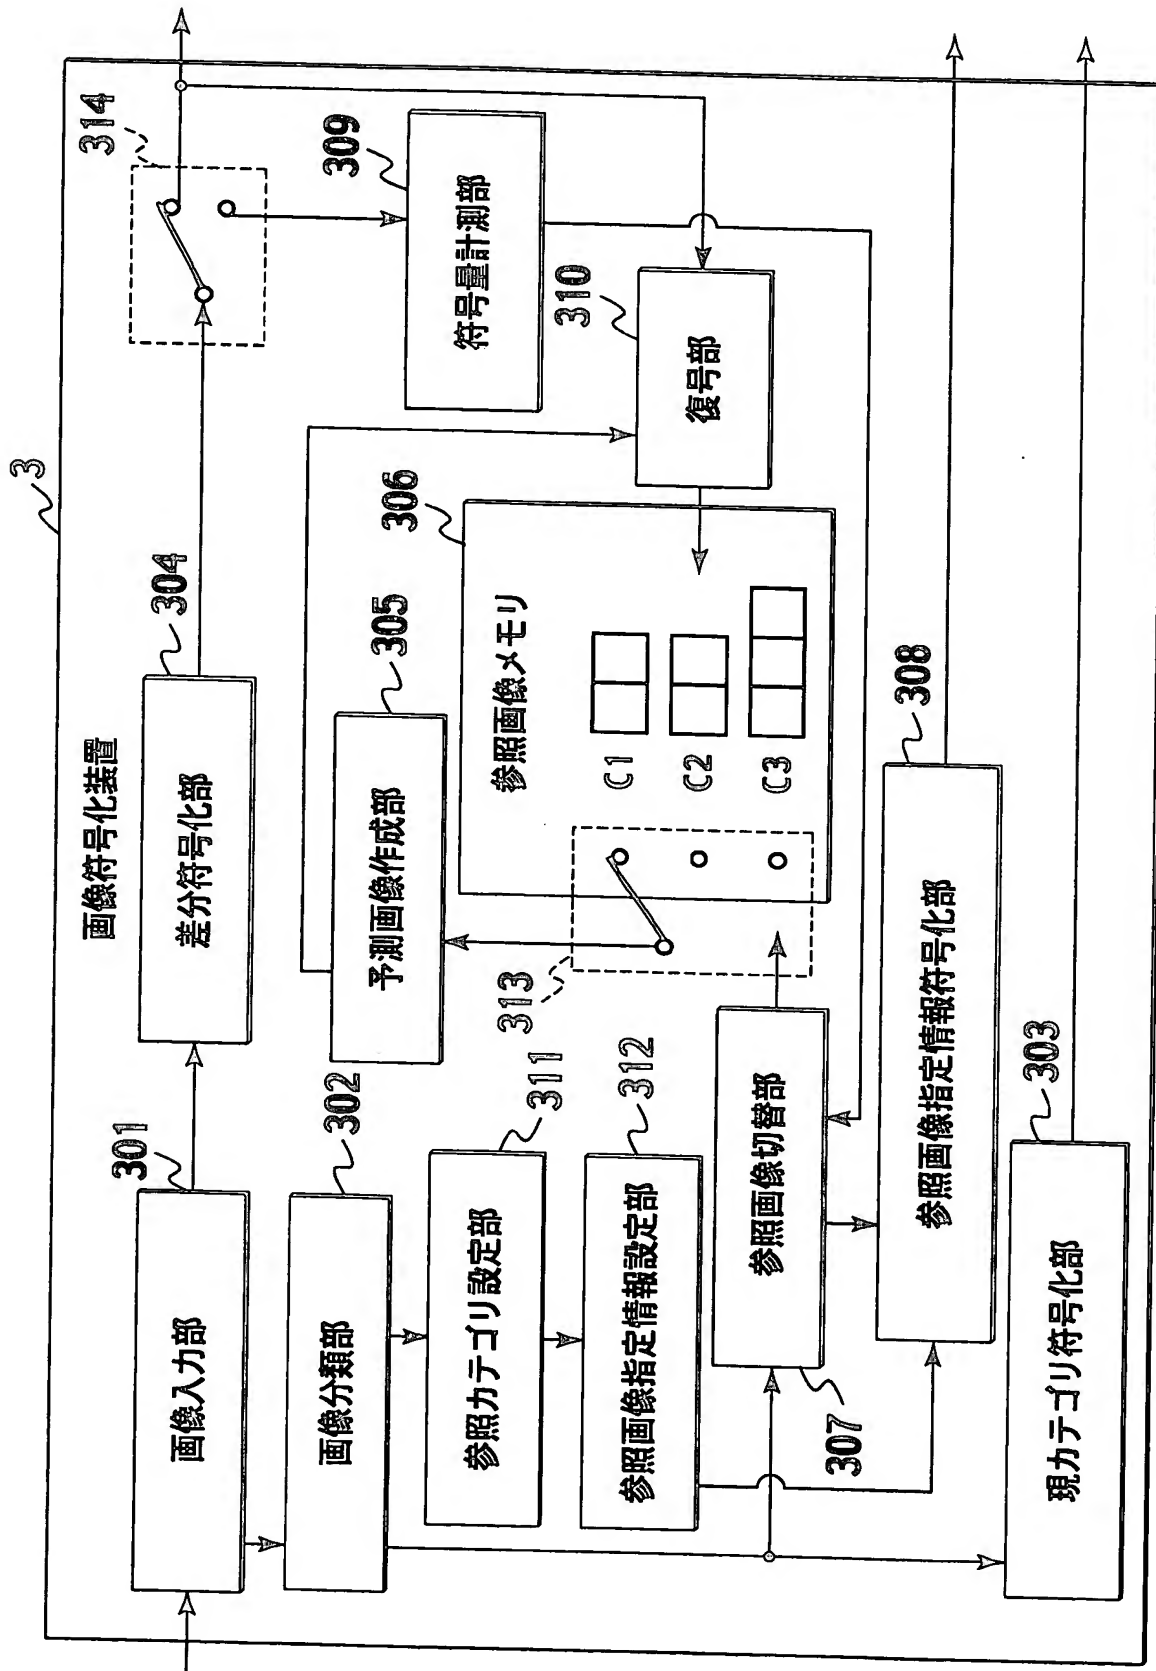 3
画像符号化装置
314
304
差分符号化部
301
画像入力部
309
符号量計測部
305
予測画像作成部
302
画像分類部
310
復号部
306
参照画像メモリ
C1
C2
C3
313
311
参照カテゴリ設定部
312
参照画像指定情報設定部
参照画像切替部
307
308
参照画像指定情報符号化部
303
現カテゴリ符号化部